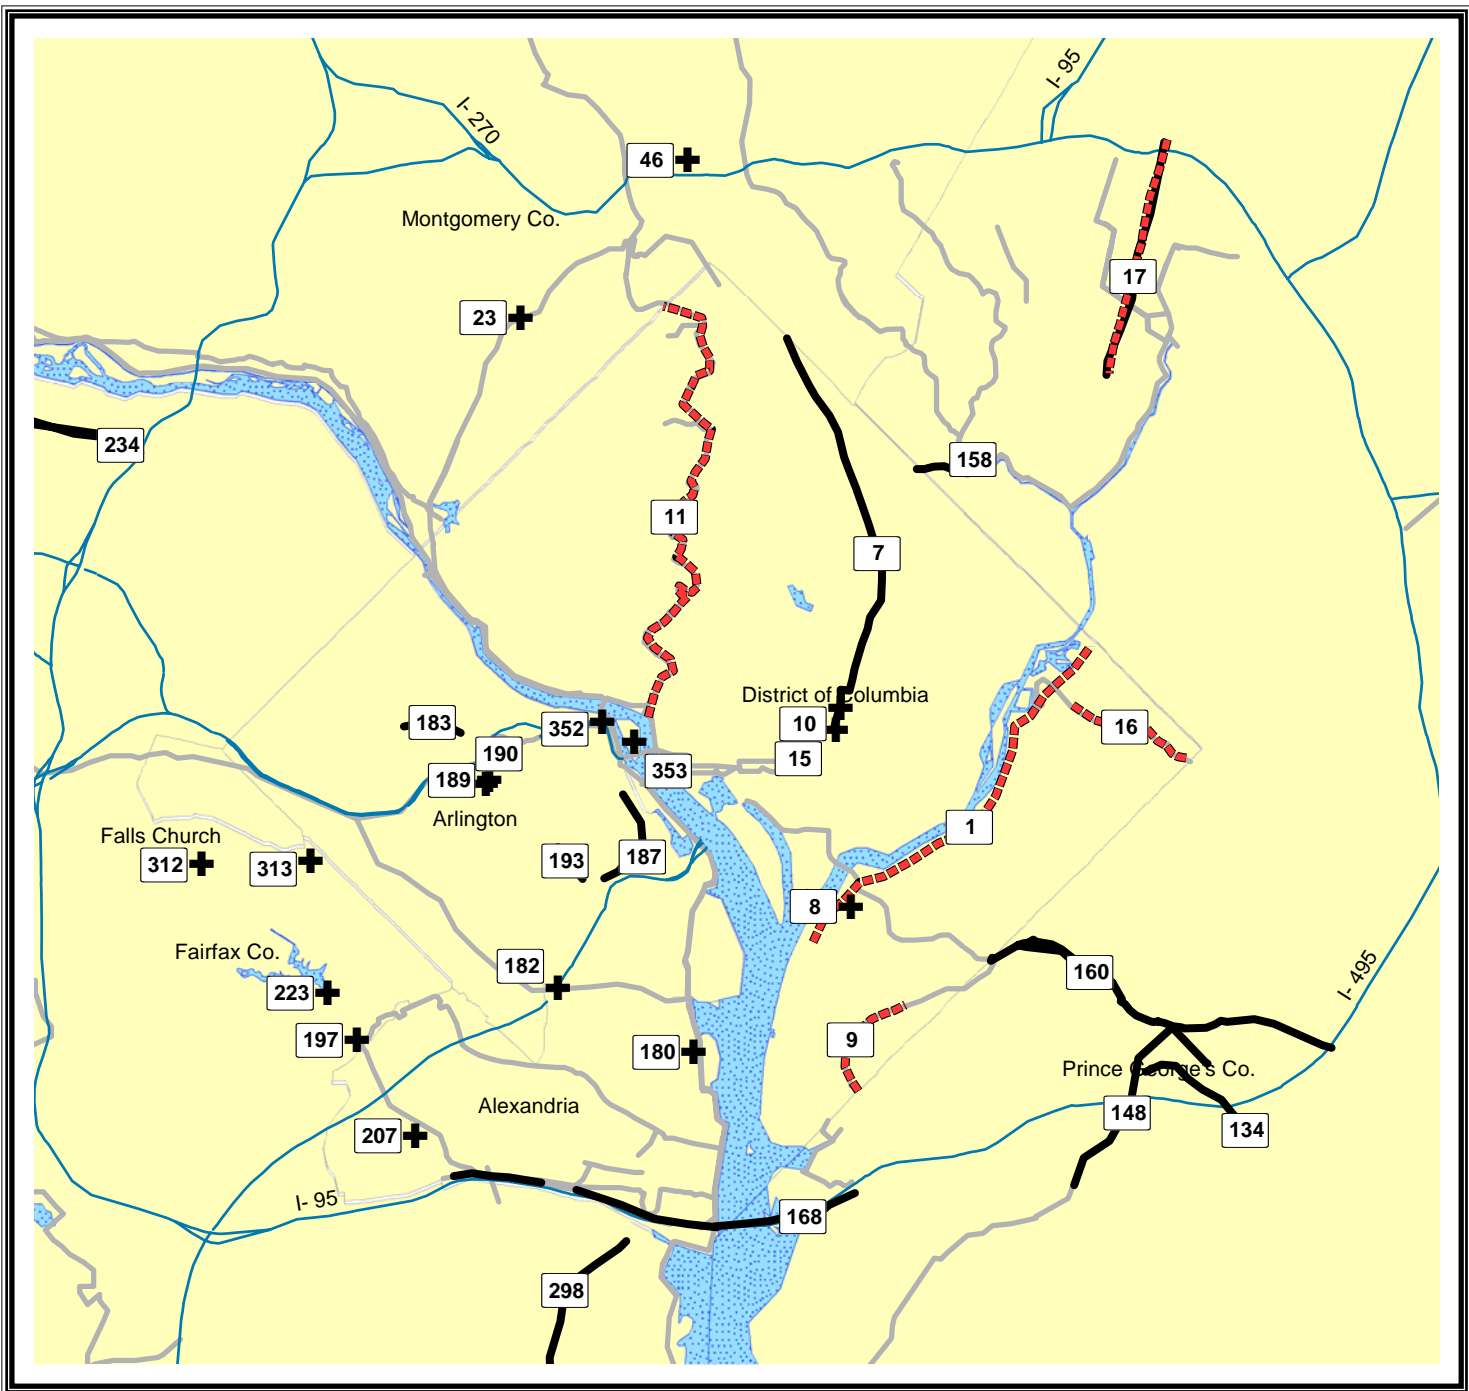 I- 95
I- 270
46
Montgomery Co.
17
23
234
158
11
7
District of Columbia
183
352
10
16
190
15
353
189
Arlington
1
Falls Church
312
313
193
187
8
Fairfax Co.
182
160
I- 495
223
197
180
9
Prince George's Co.
Alexandria
148
134
207
I- 95
168
298